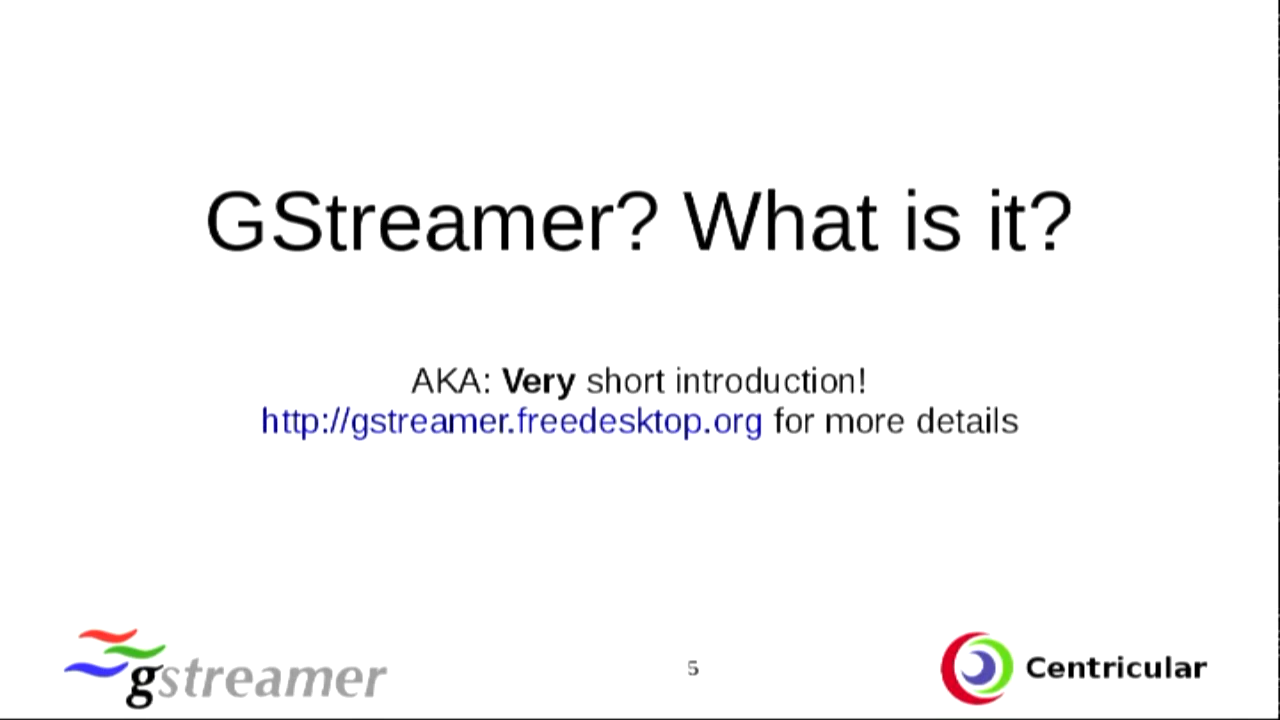 GStreamer? What is it?
AKA: Very short introduction!
http://gstreamer.freedesktop.org for more details
gstreamer
5
Centricular